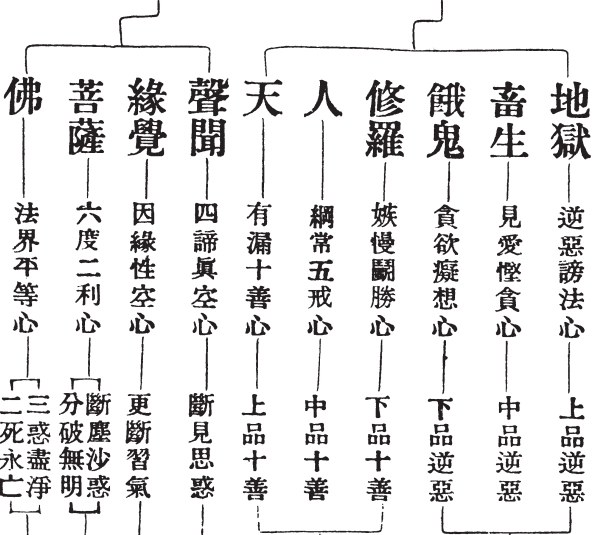 地獄
逆惡謗法心
上品逆惡
畜生
見愛慳貪心
中品逆惡
餓鬼
貪欲癡想心
下品逆惡
修羅
嫉慢鬭勝心
下品十善
人
綱常五戒心
中品十善
天
有漏十善心
上品十善
聲聞
四諦眞空心
斷見思惑
緣覺
因緣性空心
更斷習氣
菩薩
六度二利心
斷塵沙惑
分破無明
佛
法界平等心
三惑盡淨
二死永亡